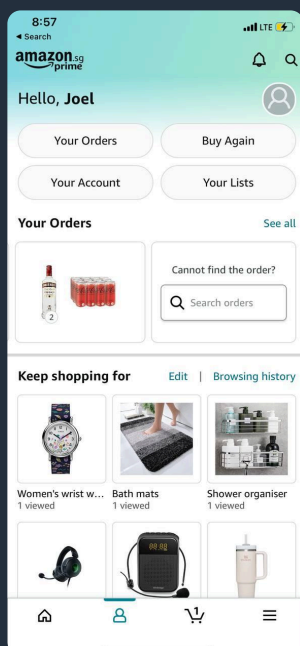 8:57
LTE
◀ Search
amazon.sg
prime
Hello, Joel
Your Orders
Buy Again
Your Account
Your Lists
Your Orders
See all
2
Cannot find the order?
Search orders
Keep shopping for
Edit | Browsing history
Women's wrist w...
1 viewed
Bath mats
1 viewed
Shower organiser
1 viewed
1